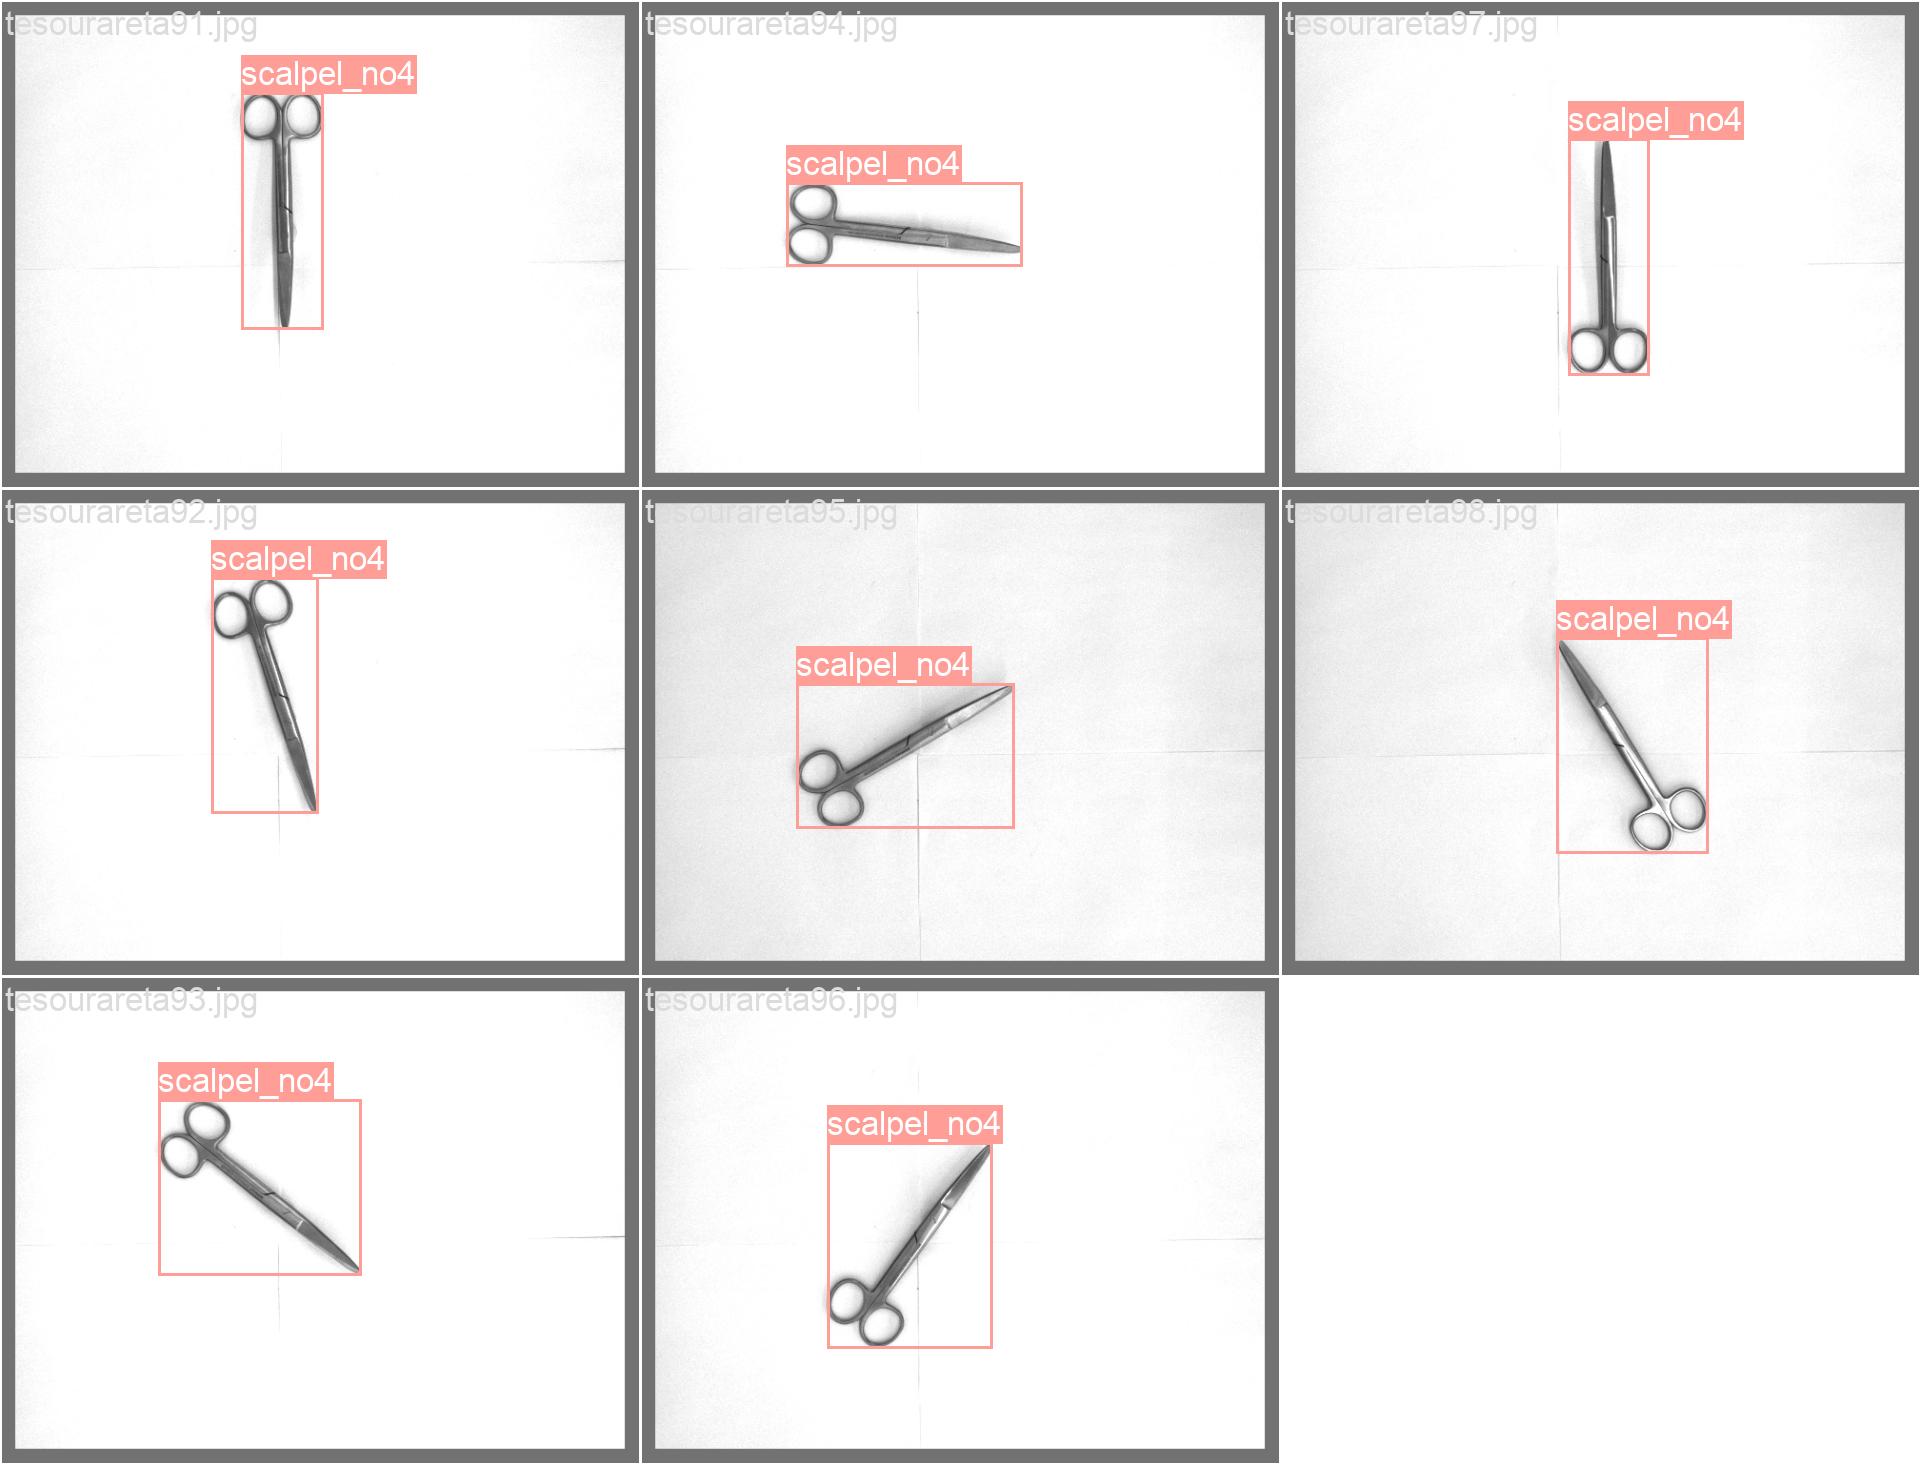 tesourareta91.jpg
scalpel_no4
tesourareta94.jpg
scalpel_no4
tesourareta97.jpg
scalpel_no4
tesourareta92.jpg
scalpel_no4
tesourareta95.jpg
scalpel_no4
tesourareta98.jpg
scalpel_no4
tesourareta93.jpg
scalpel_no4
tesourareta96.jpg
scalpel_no4